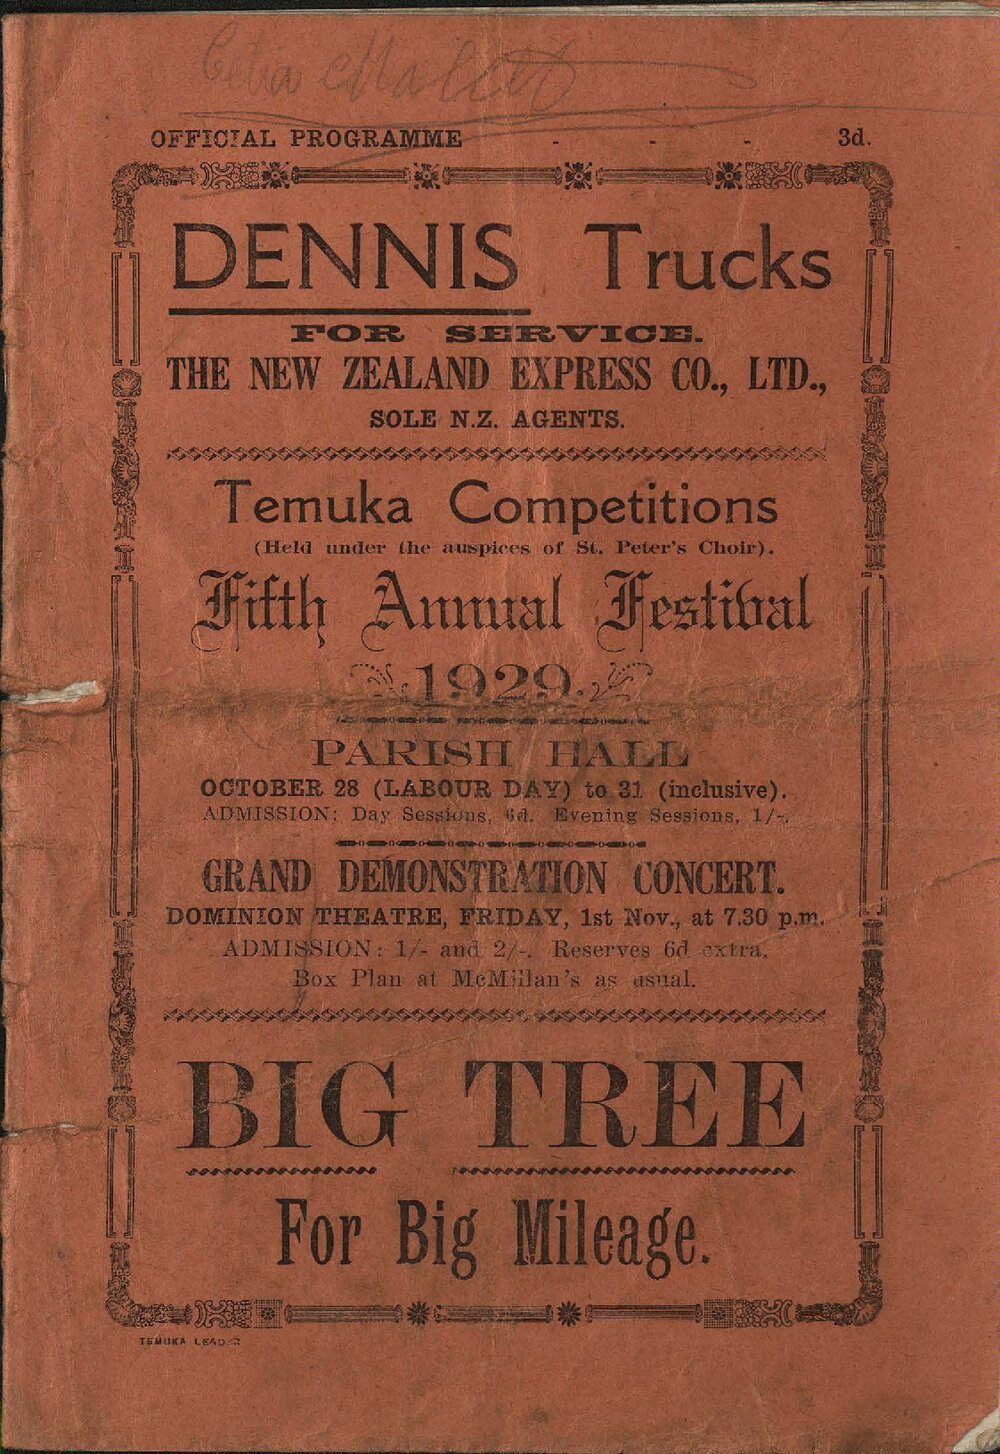 OFFICIAL PROGRAMME - - - 3d.
DENNIS Trucks
FOR SERVICE.
THE NEW ZEALAND EXPRESS CO., LTD.,
SOLE N.Z. AGENTS.
Temuka Competitions
(Held under the auspices of St. Peter's Choir).
Fifth Annual Festival
1929.
PARISH HALL
OCTOBER 28 (LABOUR DAY) to 31 (inclusive).
ADMISSION: Day Sessions, 6d. Evening Sessions, 1/-.
GRAND DEMONSTRATION CONCERT.
DOMINION THEATRE, FRIDAY, 1st Nov., at 7.30 p.m.
ADMISSION: 1/- and 2/-. Reserves 6d extra.
Box Plan at McMillan's as usual.
BIG TREE
For Big Mileage.
TEMUKA LEADER